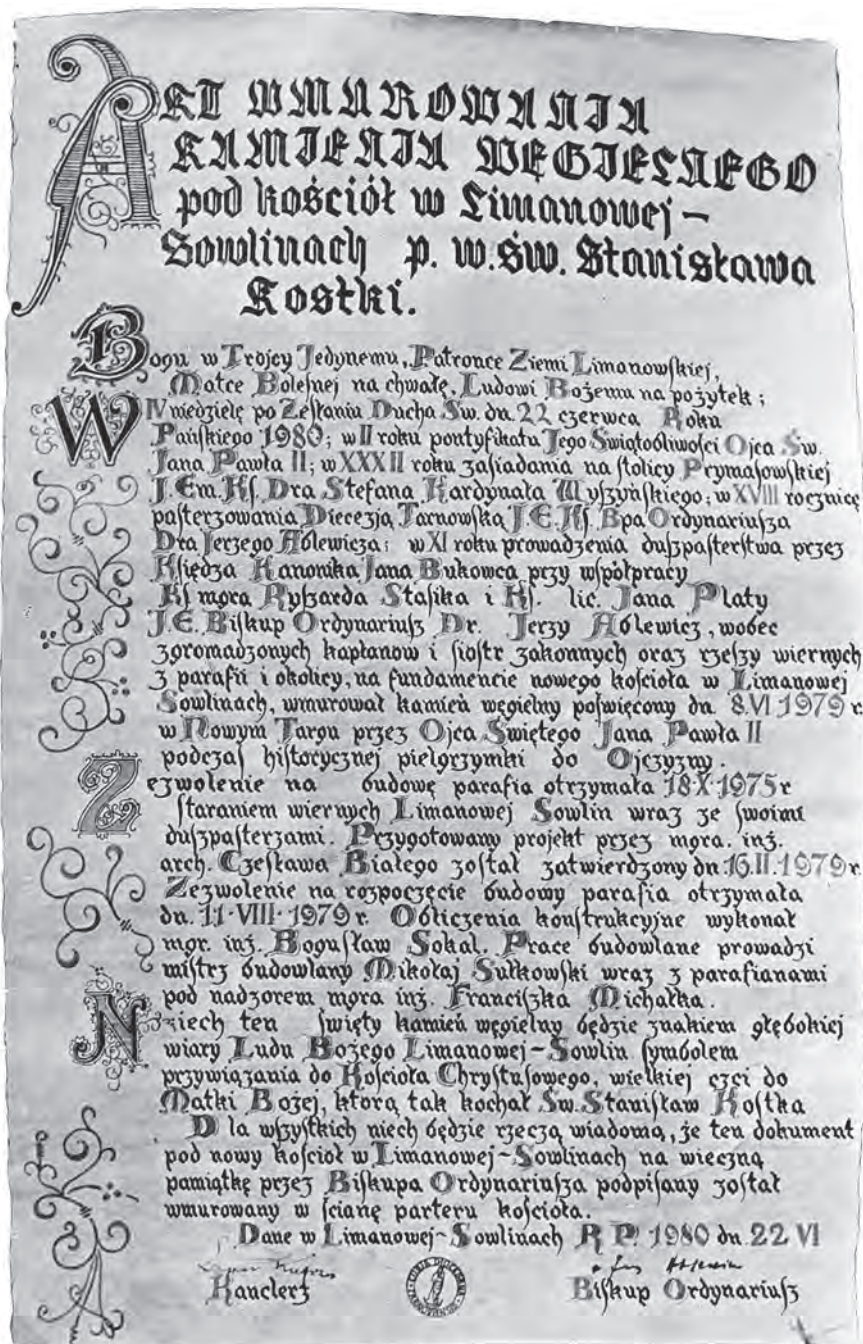 AKT WMUROWANIA
KAMIENIA WĘGIELNEGO
pod kościół w Limanowej –
Sowlinach p. w. św. Stanisława
Kostki.
Bogu w Trójcy Jedynemu, Patronce Ziemi Limanowskiej,
Matce Bolesnej na chwałę, Ludowi Bożemu na pożytek;
W IV niedzielę po Zesłaniu Ducha Św. dn. 22 czerwca Roku
Pańskiego 1980; w II roku pontyfikatu Jego Świątobliwości Ojca Św.
Jana Pawła II; w XXXII roku zasiadania na stolicy Prymasowskiej
J. Em. Ks. Dra Stefana Kardynała Wyszyńskiego; w XVIII rocznicę
pasterzowania Diecezją Tarnowską J. E. Ks. Bpa Ordynariusza
Dra Jerzego Ablewicza; w XI roku prowadzenia duszpasterstwa przez
Księdza Kanonika Jana Bukowca przy współpracy
Ks mgra Ryszarda Stasika i Ks. lic. Jana Płaty
J.E. Biskup Ordynariusz Dr. Jerzy Ablewicz, wobec
zgromadzonych kapłanów i sióstr zakonnych oraz rzeszy wiernych
z parafii i okolicy, na fundamencie nowego kościoła w Limanowej
Sowlinach, wmurował kamień węgielny poświęcony dn. 8.VI 1979 r.
w Nowym Targu przez Ojca Świętego Jana Pawła II
podczas historycznej pielgrzymki do Ojczyzny.
Zezwolenie na budowę parafia otrzymała 18·X·1975r
staraniem wiernych Limanowej Sowlin wraz ze swoimi
duszpasterzami. Przygotowany projekt przez mgra. inż.
arch. Czesława Białego został zatwierdzony dn. 16.II.1979 r.
Zezwolenie na rozpoczęcie budowy parafia otrzymała
dn. 11·VIII·1979 r. Obliczenia konstrukcyjne wykonał
mgr. inż. Bogusław Sokal. Prace budowlane prowadzi
mistrz budowlany Mikołaj Sułkowski wraz z parafianami
pod nadzorem mgra inż. Franciszka Michałka.
Niech ten święty kamień węgielny będzie znakiem głębokiej
wiary Ludu Bożego Limanowej–Sowlin symbolem
przywiązania do Kościoła Chrystusowego, wielkiej czci do
Matki Bożej, którą tak kochał Św. Stanisław Kostka
Dla wszystkich niech będzie rzeczą wiadomą, że ten dokument
pod nowy kościół w Limanowej–Sowlinach na wieczną
pamiątkę przez Biskupa Ordynariusza podpisany został
wmurowany w ścianę parteru kościoła.
Dane w Limanowej–Sowlinach R. P. 1980 dn. 22 VI
Kanclerz
Biskup Ordynariusz